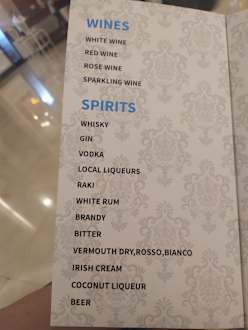 WINES
WHITE WINE
RED WINE
ROSE WINE
SPARKLING WINE
SPIRITS
WHISKY
GIN
VODKA
LOCAL LIQUEURS
RAKI
WHITE RUM
BRANDY
BITTER
VERMOUTH DRY,ROSSO,BIANCO
IRISH CREAM
COCONUT LIQUEUR
BEER